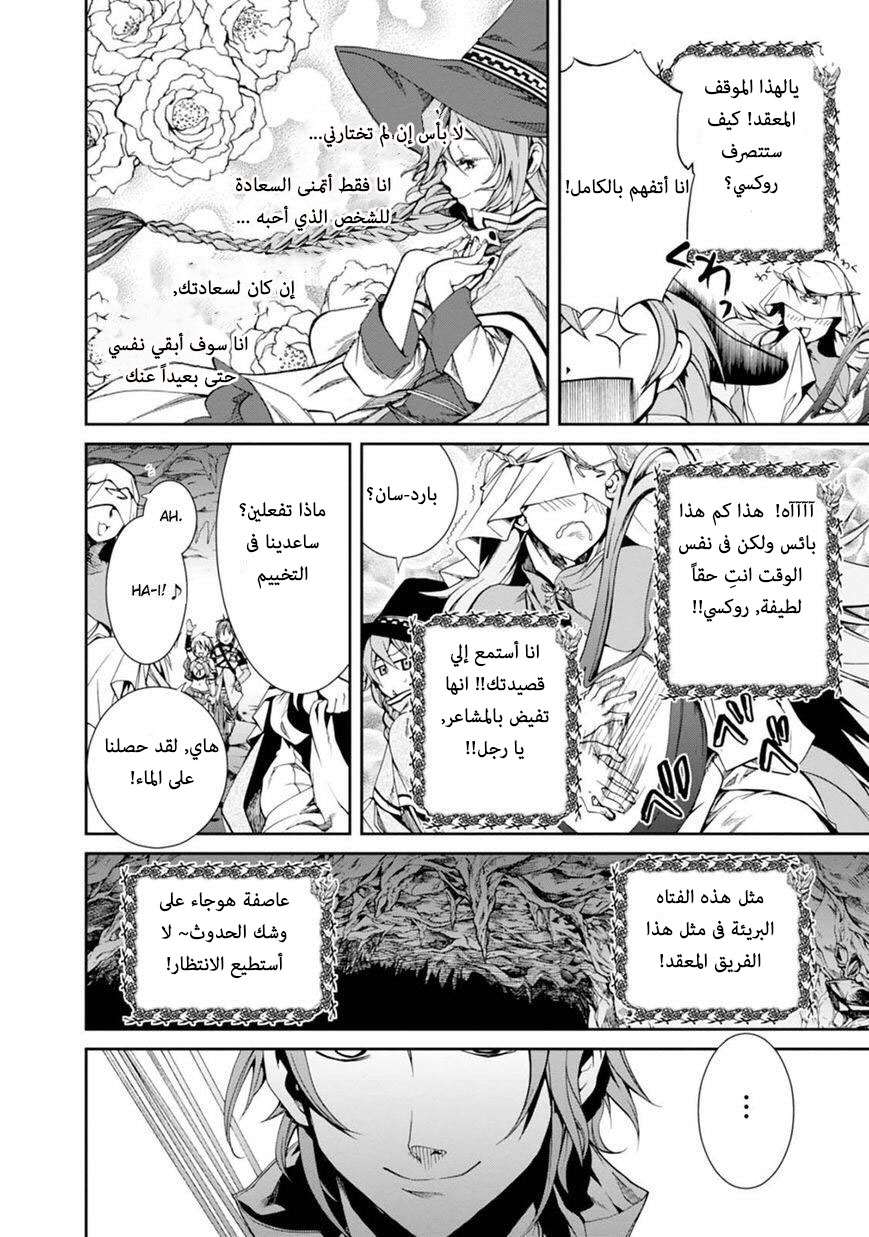 يالهذا الموقف
المعقد! كيف
ستتصرف
روكسي؟
انا أتفهم بالكامل!
くわっ
لا بأس إن لم تختارني...
انا فقط أتمنى السعادة
للشخص الذي أحبه ...
إن كان لسعادتك,
انا سوف أبقي نفسي
حتى بعيداً عنك
آآآآه! هذا كم هذا
بائس ولكن فى نفس
الوقت انتِ حقاً
لطيفة, روكسي!!
بارد-سان؟
انا أستمع إلي
قصيدتك!! انها
تفيض بالمشاعر,
يا رجل!!
ماذا تفعلين؟
ساعدينا فى
التخييم
AH.
HA-I! ♪
هاي, لقد حصلنا
على الماء!
مثل هذه الفتاه
البريئة فى مثل هذا
الفريق المعقد!
عاصفة هوجاء على
وشك الحدوث~ لا
أستطيع الانتظار!
...